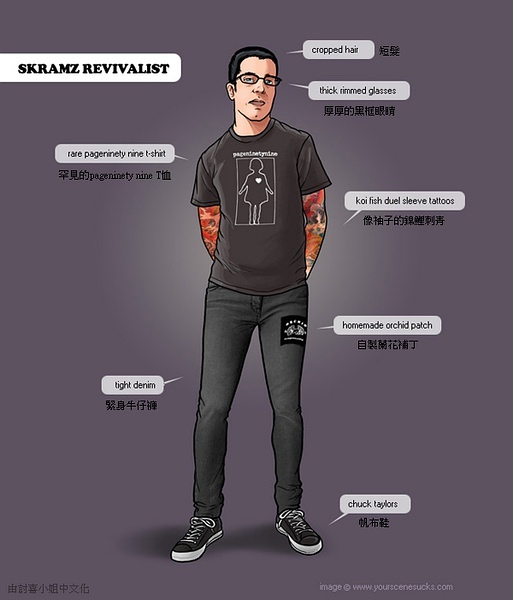 SKRAMZ REVIVALIST
cropped hair 短髮
thick rimmed glasses
厚厚的黑框眼睛
rare pageninety nine t-shirt
罕見的pageninety nine T恤
pageninetynine
koi fish duel sleeve tattoos
像袖子的錦鯉刺青
homemade orchid patch
自製蘭花補丁
ORCHID
tight denim
緊身牛仔褲
chuck taylors
帆布鞋
由討喜小姐中文化
image © www.yourscenesucks.com